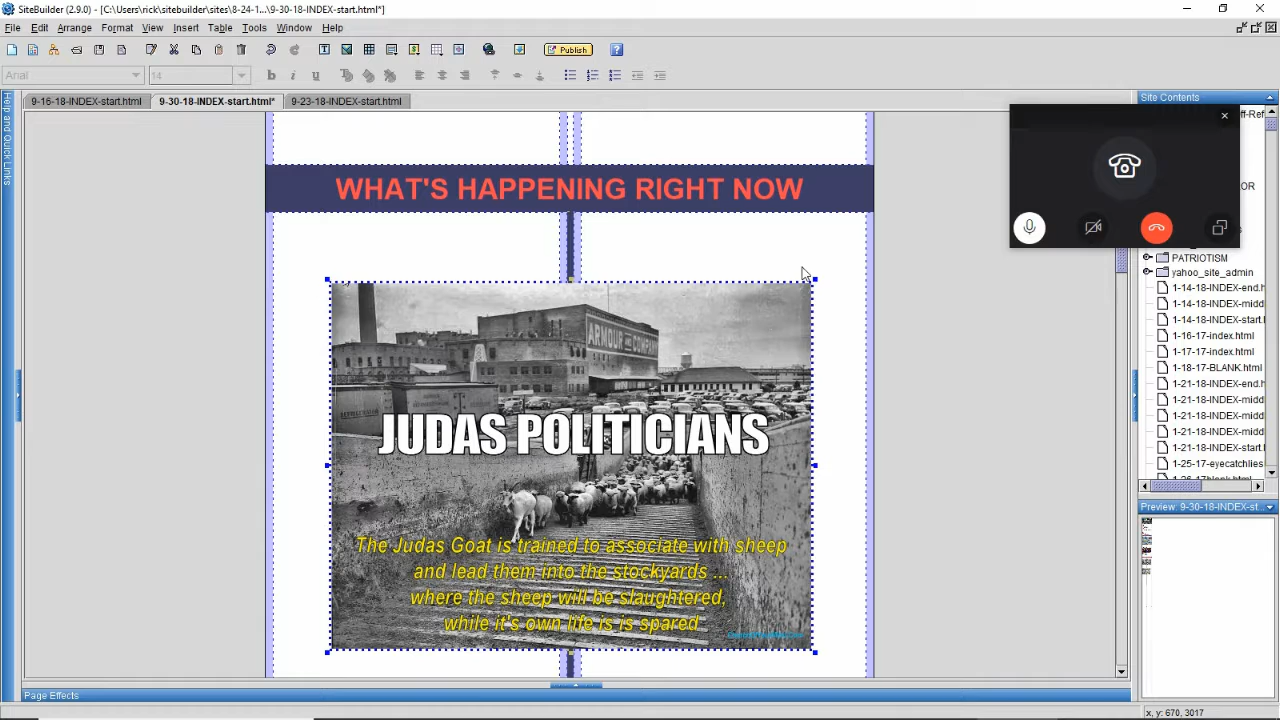 SiteBuilder (2.9.0) - [C:\Users\rick\sitebuilder\sites\8-24-1...\9-30-18-INDEX-start.html*]
File Edit Arrange Format View Insert Table Tools Window Help
Publish
Arial 14
9-16-18-INDEX-start.html 9-30-18-INDEX-start.html* 9-23-18-INDEX-start.html
Site Contents
Help and Quick Links
WHAT'S HAPPENING RIGHT NOW
PATRIOTISM
yahoo_site_admin
1-14-18-INDEX-end.h
1-14-18-INDEX-midd
1-14-18-INDEX-start.
1-16-17-index.html
1-17-17-index.html
1-18-17-BLANK.html
1-21-18-INDEX-end.h
1-21-18-INDEX-midd
1-21-18-INDEX-midd
1-21-18-INDEX-midd
1-21-18-INDEX-start.h
1-25-17-eyecatchlies
ARMOUR AND COMPANY
JUDAS POLITICIANS
The Judas Goat is trained to associate with sheep
and lead them into the stockyards ...
where the sheep will be slaughtered,
while it's own life is is spared
Preview: 9-30-18-INDEX-st...
Page Effects
x, y: 670, 3017